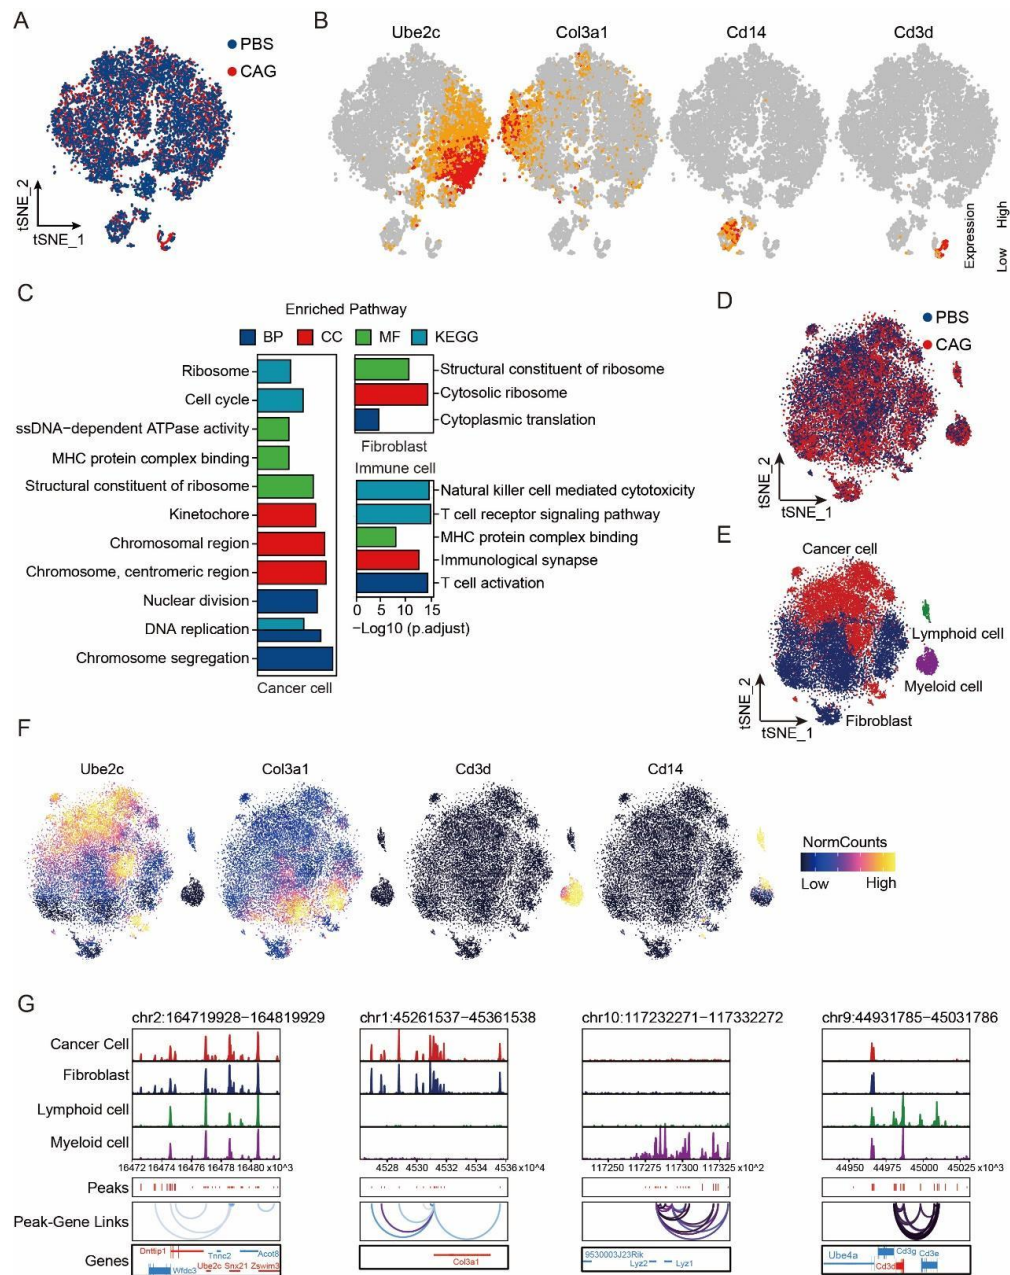 A
PBS
CAG
tSNE_2
tSNE_1
B
Ube2c
Col3a1
Cd14
Cd3d
Expression
Low High
C
Enriched Pathway
BP CC MF KEGG
Ribosome
Cell cycle
ssDNA−dependent ATPase activity
MHC protein complex binding
Structural constituent of ribosome
Kinetochore
Chromosomal region
Chromosome, centromeric region
Nuclear division
DNA replication
Chromosome segregation
Cancer cell
Structural constituent of ribosome
Cytosolic ribosome
Cytoplasmic translation
Fibroblast
Immune cell
Natural killer cell mediated cytotoxicity
T cell receptor signaling pathway
MHC protein complex binding
Immunological synapse
T cell activation
0 5 10 15
−Log10 (p.adjust)
D
PBS
CAG
tSNE_2
tSNE_1
E
Cancer cell
Lymphoid cell
Myeloid cell
Fibroblast
tSNE_2
tSNE_1
F
Ube2c
Col3a1
Cd3d
Cd14
NormCounts
Low High
G
chr2:164719928−164819929
chr1:45261537−45361538
chr10:117232271−117332272
chr9:44931785−45031786
Cancer Cell
Fibroblast
Lymphoid cell
Myeloid cell
16472 16474 16476 16478 16480 x10^3
4528 4530 4532 4534 4536 x10^4
117250 117275 117300 117325 x10^2
44950 44975 45000 45025 x10^3
Peaks
Peak-Gene Links
Genes
Dnttip1
Tnnc2
Acot8
Wfdc3
Ube2c
Snx21
Zswim3
Col3a1
9530003J23Rik
Lyz2
Lyz1
Ube4a
Cd3g
Cd3d
Cd3e